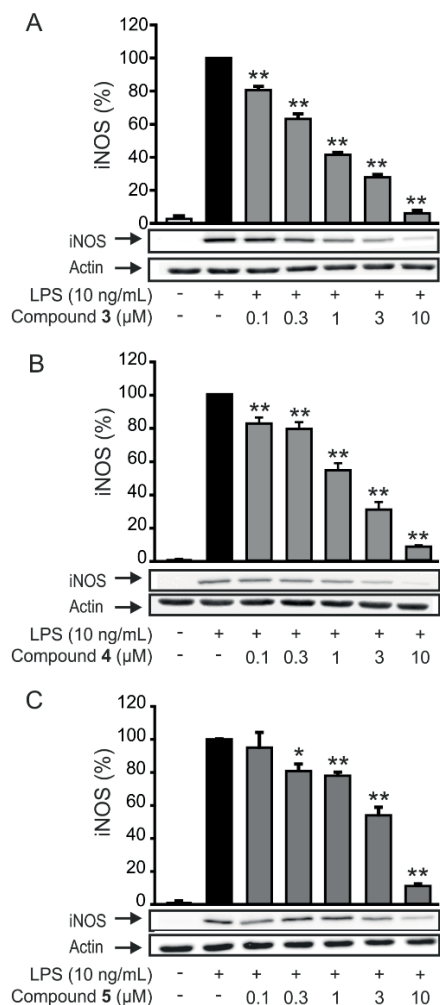 A
iNOS (%)
120
100
80
60
40
20
0
** ** ** ** **
iNOS
Actin
LPS (10 ng/mL) - + + + + + +
Compound 3 (μM) - - 0.1 0.3 1 3 10
B
iNOS (%)
120
100
80
60
40
20
0
** ** ** ** **
iNOS
Actin
LPS (10 ng/mL) - + + + + + +
Compound 4 (μM) - - 0.1 0.3 1 3 10
C
iNOS (%)
120
100
80
60
40
20
0
* ** ** **
iNOS
Actin
LPS (10 ng/mL) - + + + + + +
Compound 5 (μM) - - 0.1 0.3 1 3 10